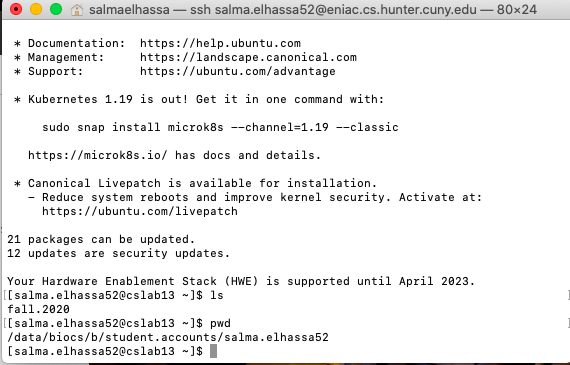 salmaelhassa — ssh salma.elhassa52@eniac.cs.hunter.cuny.edu — 80×24
* Documentation:  https://help.ubuntu.com
* Management:     https://landscape.canonical.com
* Support:        https://ubuntu.com/advantage
* Kubernetes 1.19 is out! Get it in one command with:
sudo snap install microk8s --channel=1.19 --classic
https://microk8s.io/ has docs and details.
* Canonical Livepatch is available for installation.
- Reduce system reboots and improve kernel security. Activate at:
https://ubuntu.com/livepatch
21 packages can be updated.
12 updates are security updates.
Your Hardware Enablement Stack (HWE) is supported until April 2023.
[[salma.elhassa52@cslab13 ~]$ ls ]
fall.2020
[[salma.elhassa52@cslab13 ~]$ pwd ]
/data/biocs/b/student.accounts/salma.elhassa52
[salma.elhassa52@cslab13 ~]$